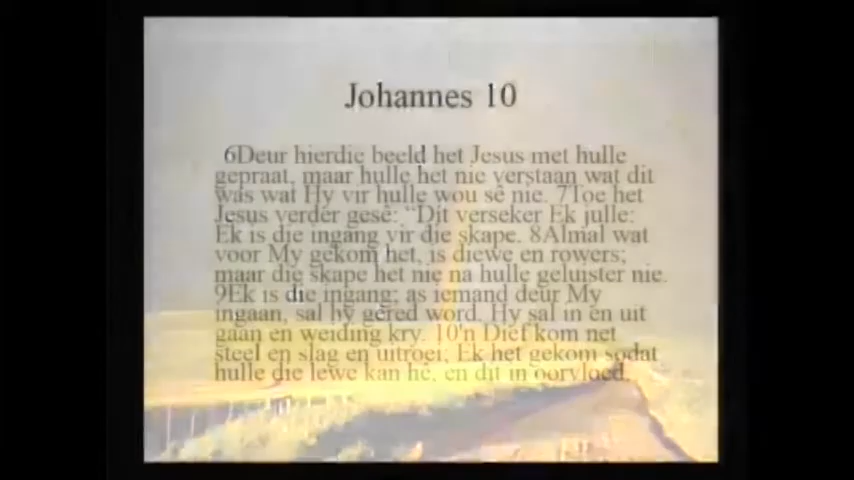 Johannes 10
6Deur hierdie beeld het Jesus met hulle
gepraat, maar hulle het nie verstaan wat dit
was wat Hy vir hulle wou sê nie. 7Toe het
Jesus verder gesê: “Dit verseker Ek julle:
Ek is die ingang vir die skape. 8Almal wat
voor My gekom het, is diewe en rowers;
maar die skape het nie na hulle geluister nie.
9Ek is die ingang; as iemand deur My
ingaan, sal hy gered word. Hy sal in en uit
gaan en weiding kry. 10'n Dief kom net
steel en slag en uitroei; Ek het gekom sodat
hulle die lewe kan hê, en dit in oorvloed.